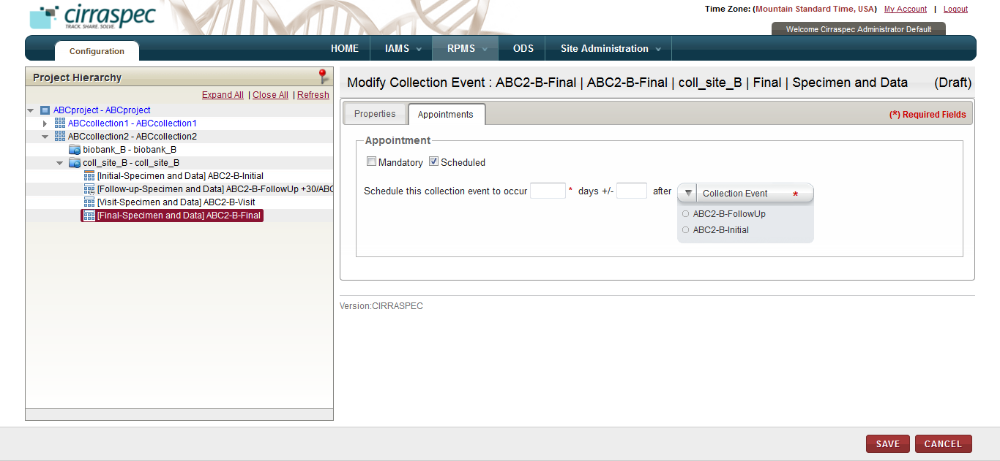 cirraspec
TRACK. SHARE. SOLVE.
Time Zone: (Mountain Standard Time, USA) My Account | Logout
Welcome Cirraspec Administrator Default
Configuration
HOME IAMS RPMS ODS Site Administration
Project Hierarchy
Expand All | Close All | Refresh
ABCproject - ABCproject
ABCcollection1 - ABCcollection1
ABCcollection2 - ABCcollection2
biobank_B - biobank_B
coll_site_B - coll_site_B
[Initial-Specimen and Data] ABC2-B-Initial
[Follow-up-Specimen and Data] ABC2-B-FollowUp +30/ABC
[Visit-Specimen and Data] ABC2-B-Visit
[Final-Specimen and Data] ABC2-B-Final
Modify Collection Event : ABC2-B-Final | ABC2-B-Final | coll_site_B | Final | Specimen and Data (Draft)
Properties Appointments (*) Required Fields
Appointment
Mandatory Scheduled
Schedule this collection event to occur * days +/- after Collection Event *
ABC2-B-FollowUp
ABC2-B-Initial
Version:CIRRASPEC
SAVE CANCEL